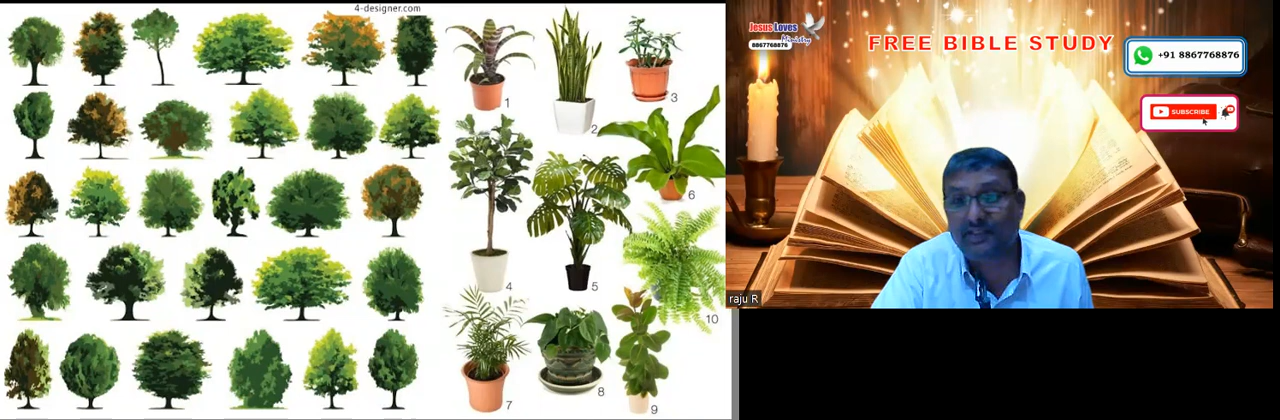 4-designer.com
1
2
3
4
5
6
7
8
9
10
Jesus Loves
Ministry
8867768876
FREE BIBLE STUDY
+91 8867768876
SUBSCRIBE
raju R